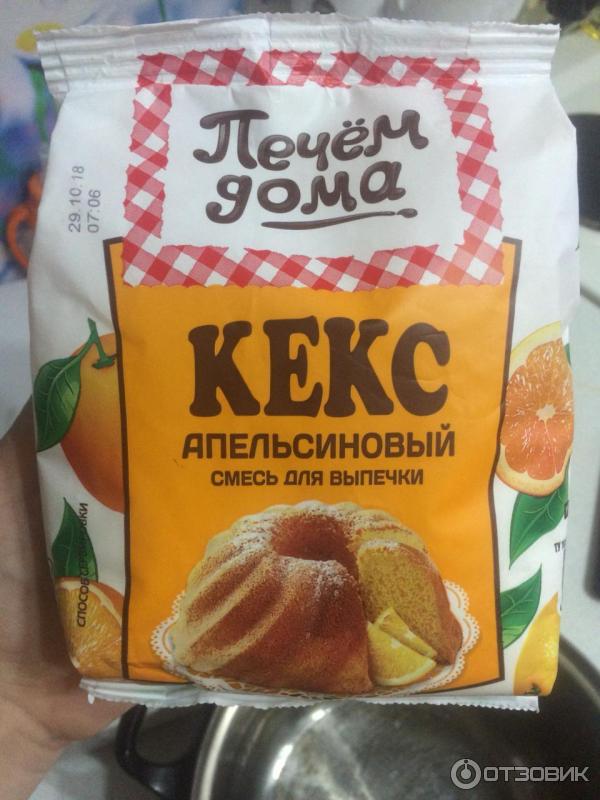 Печём
дома
29.10.18
07:06
КЕКС
АПЕЛЬСИНОВЫЙ
СМЕСЬ ДЛЯ ВЫПЕЧКИ
ОТЗОВИК